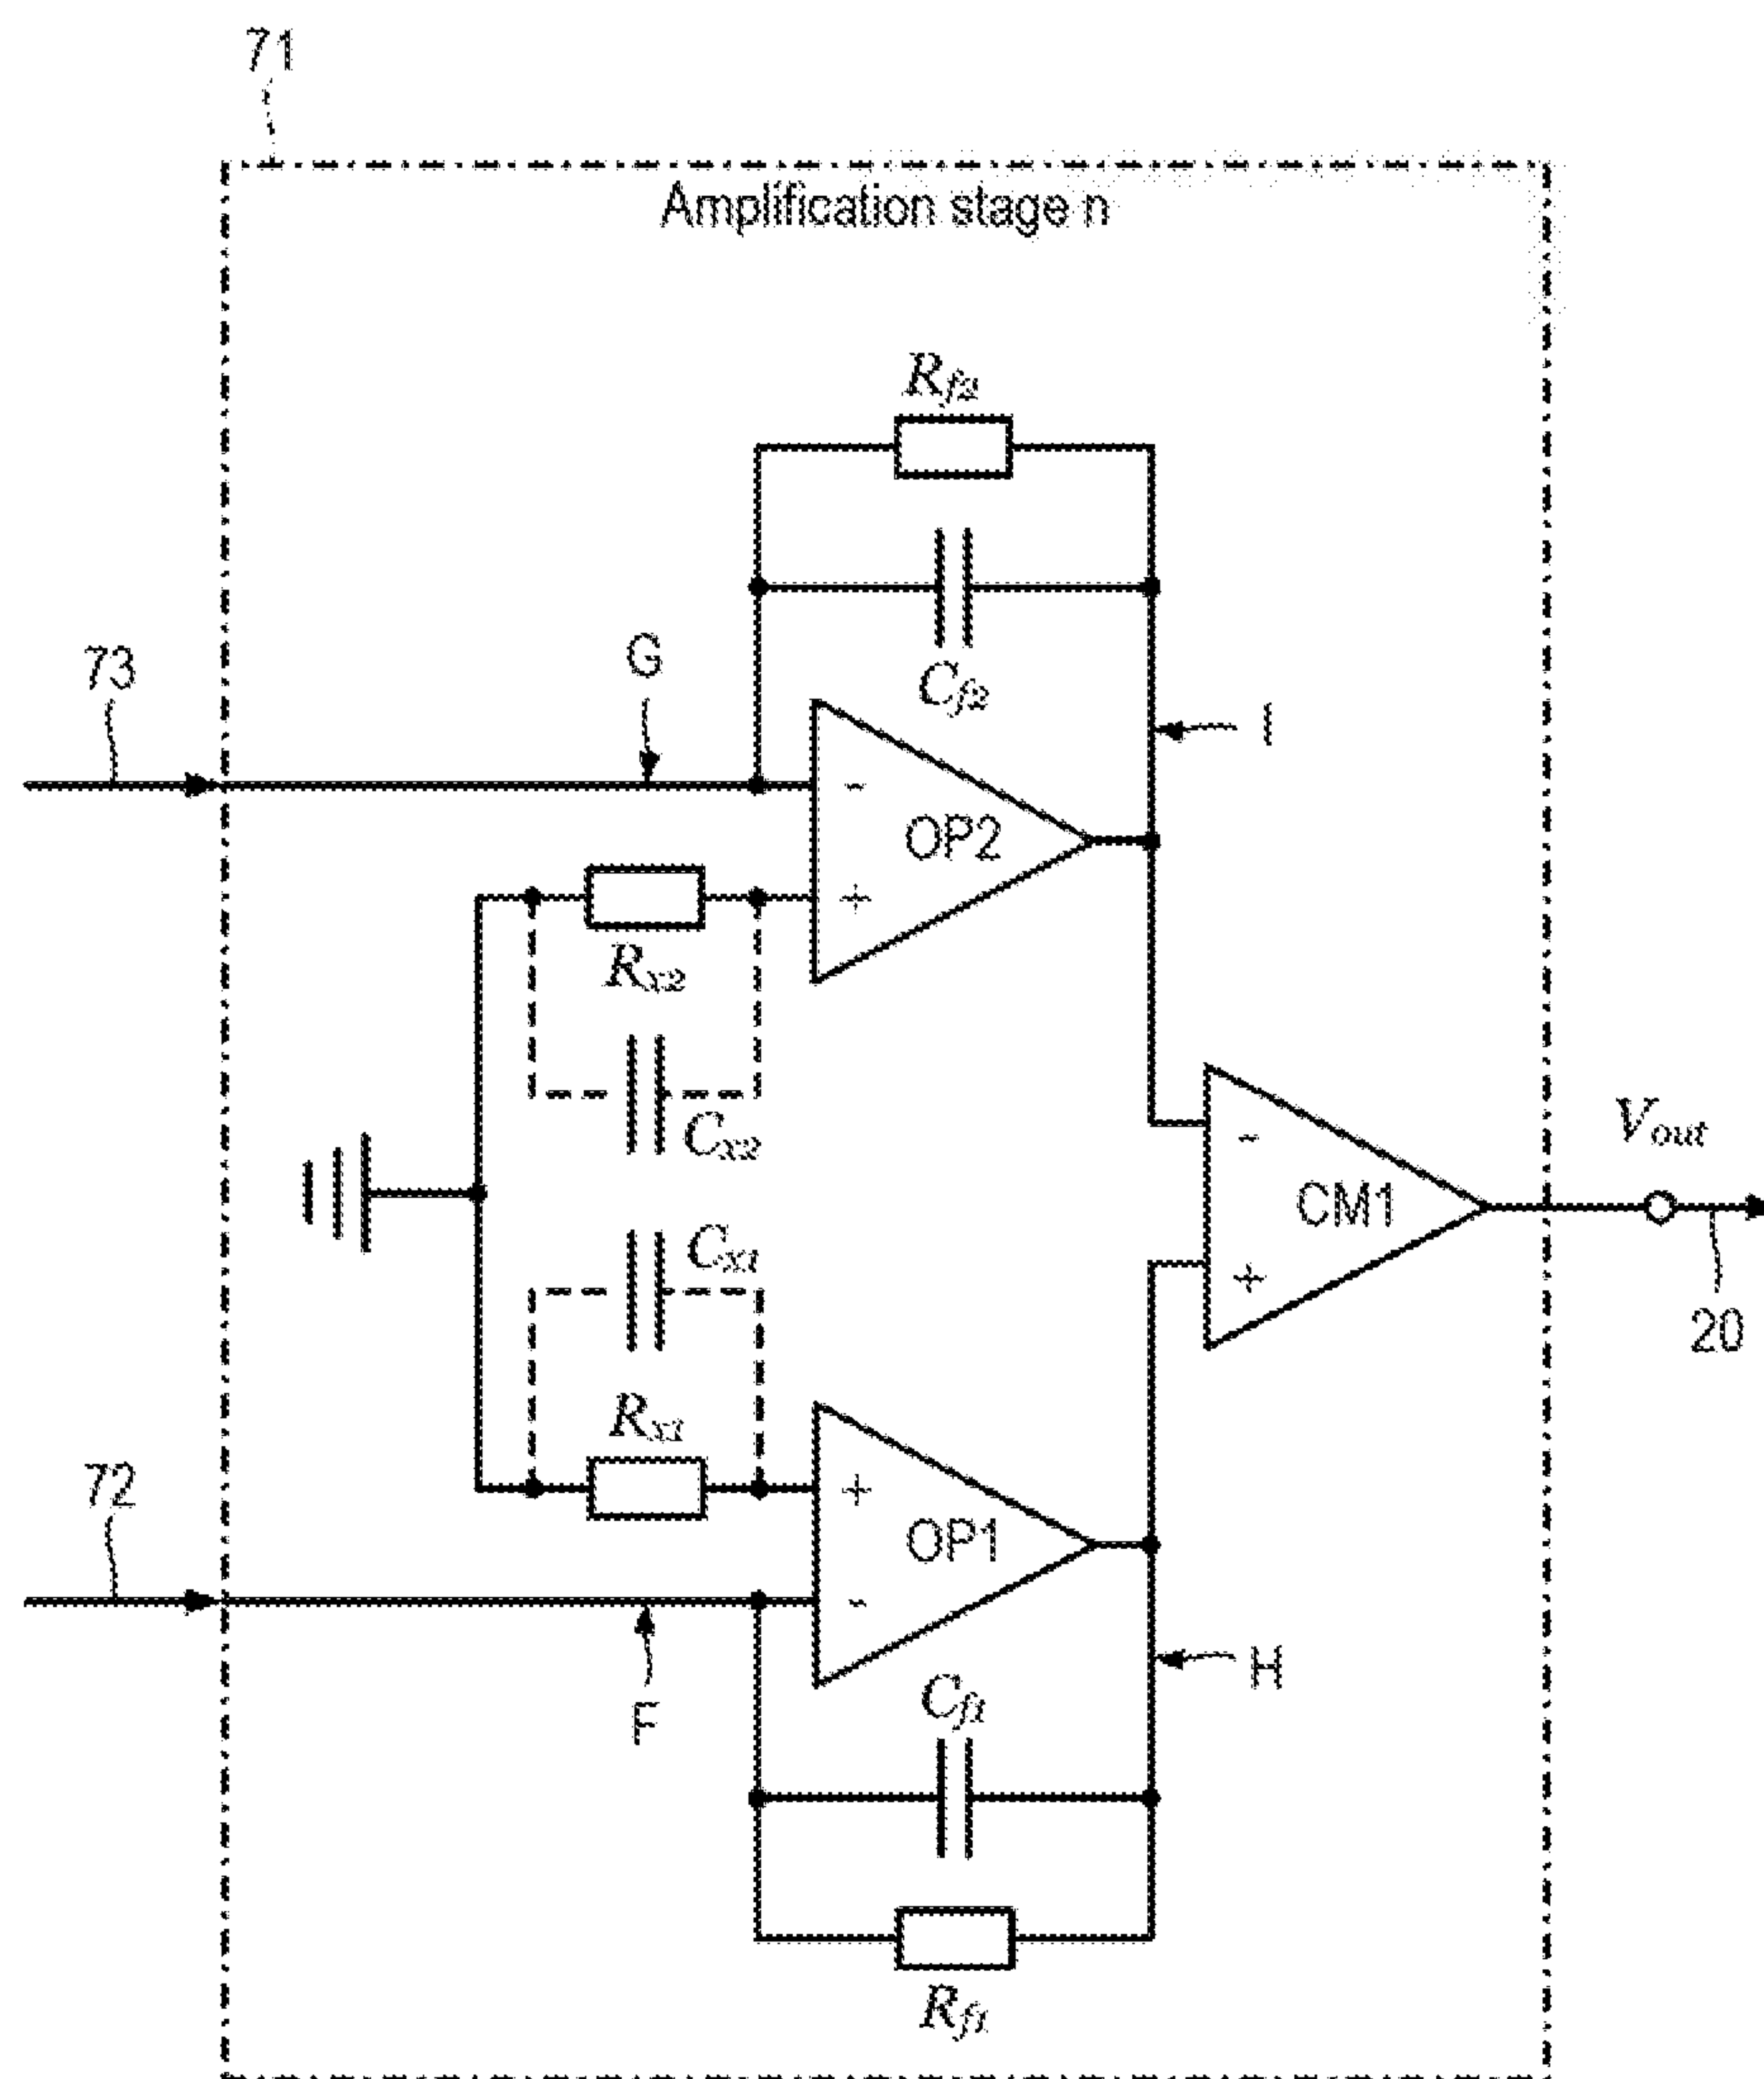 71
Amplification stage n
Rf2
Cf2
73
G
I
-
OP2
+
Rx2
Cx2
-
CM1
+
Vout
20
Cx1
Rx1
72
+
OP1
-
F
H
Cf1
Rf1